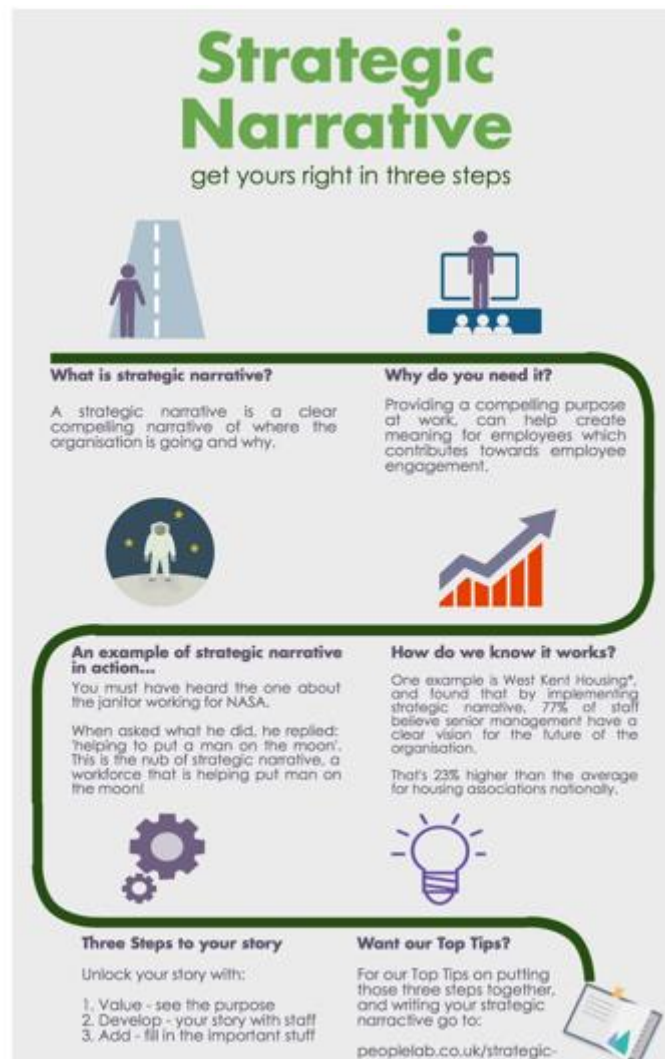 Strategic
Narrative
get yours right in three steps
What is strategic narrative?
A strategic narrative is a clear
compelling narrative of where the
organisation is going and why.
Why do you need it?
Providing a compelling purpose
at work, can help create
meaning for employees which
contributes towards employee
engagement.
An example of strategic narrative
in action...
You must have heard the one about
the janitor working for NASA.
When asked what he did, he replied:
'helping to put a man on the moon'.
This is the nub of strategic narrative, a
workforce that is helping put man on
the moon!
How do we know it works?
One example is West Kent Housing*,
and found that by implementing
strategic narrative, 77% of staff
believe senior management have a
clear vision for the future of the
organisation.
That's 23% higher than the average
for housing associations nationally.
Three Steps to your story
Unlock your story with:
1. Value - see the purpose
2. Develop - your story with staff
3. Add - fill in the important stuff
Want our Top Tips?
For our Top Tips on putting
those three steps together,
and writing your strategic
narractive go to:
peoplelab.co.uk/strategic-